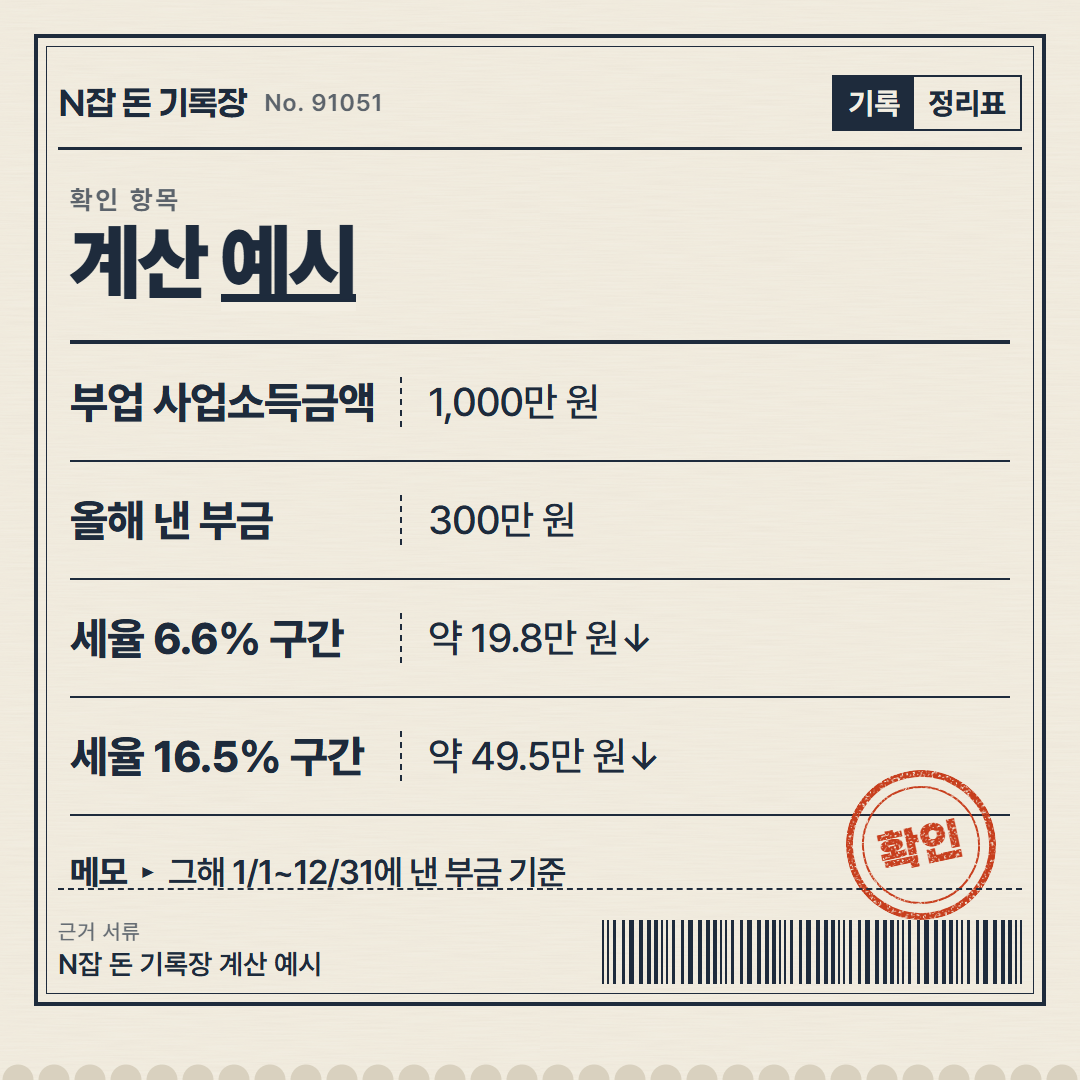 N잡 돈 기록장 No. 91051
기록 정리표
확인 항목
계산 예시
부업 사업소득금액 1,000만 원
올해 낸 부금 300만 원
세율 6.6% 구간 약 19.8만 원↓
세율 16.5% 구간 약 49.5만 원↓
확인
메모 ▸ 그해 1/1~12/31에 낸 부금 기준
근거 서류
N잡 돈 기록장 계산 예시